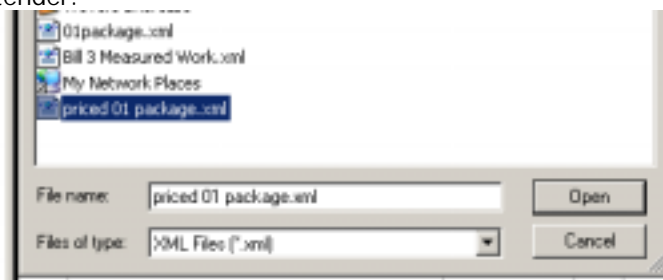 01package.xml
Bill 3 Measured Work.xml
My Network Places
priced 01 package.xml
File name: priced 01 package.xml Open
Files of type: XML Files (*.xml) Cancel